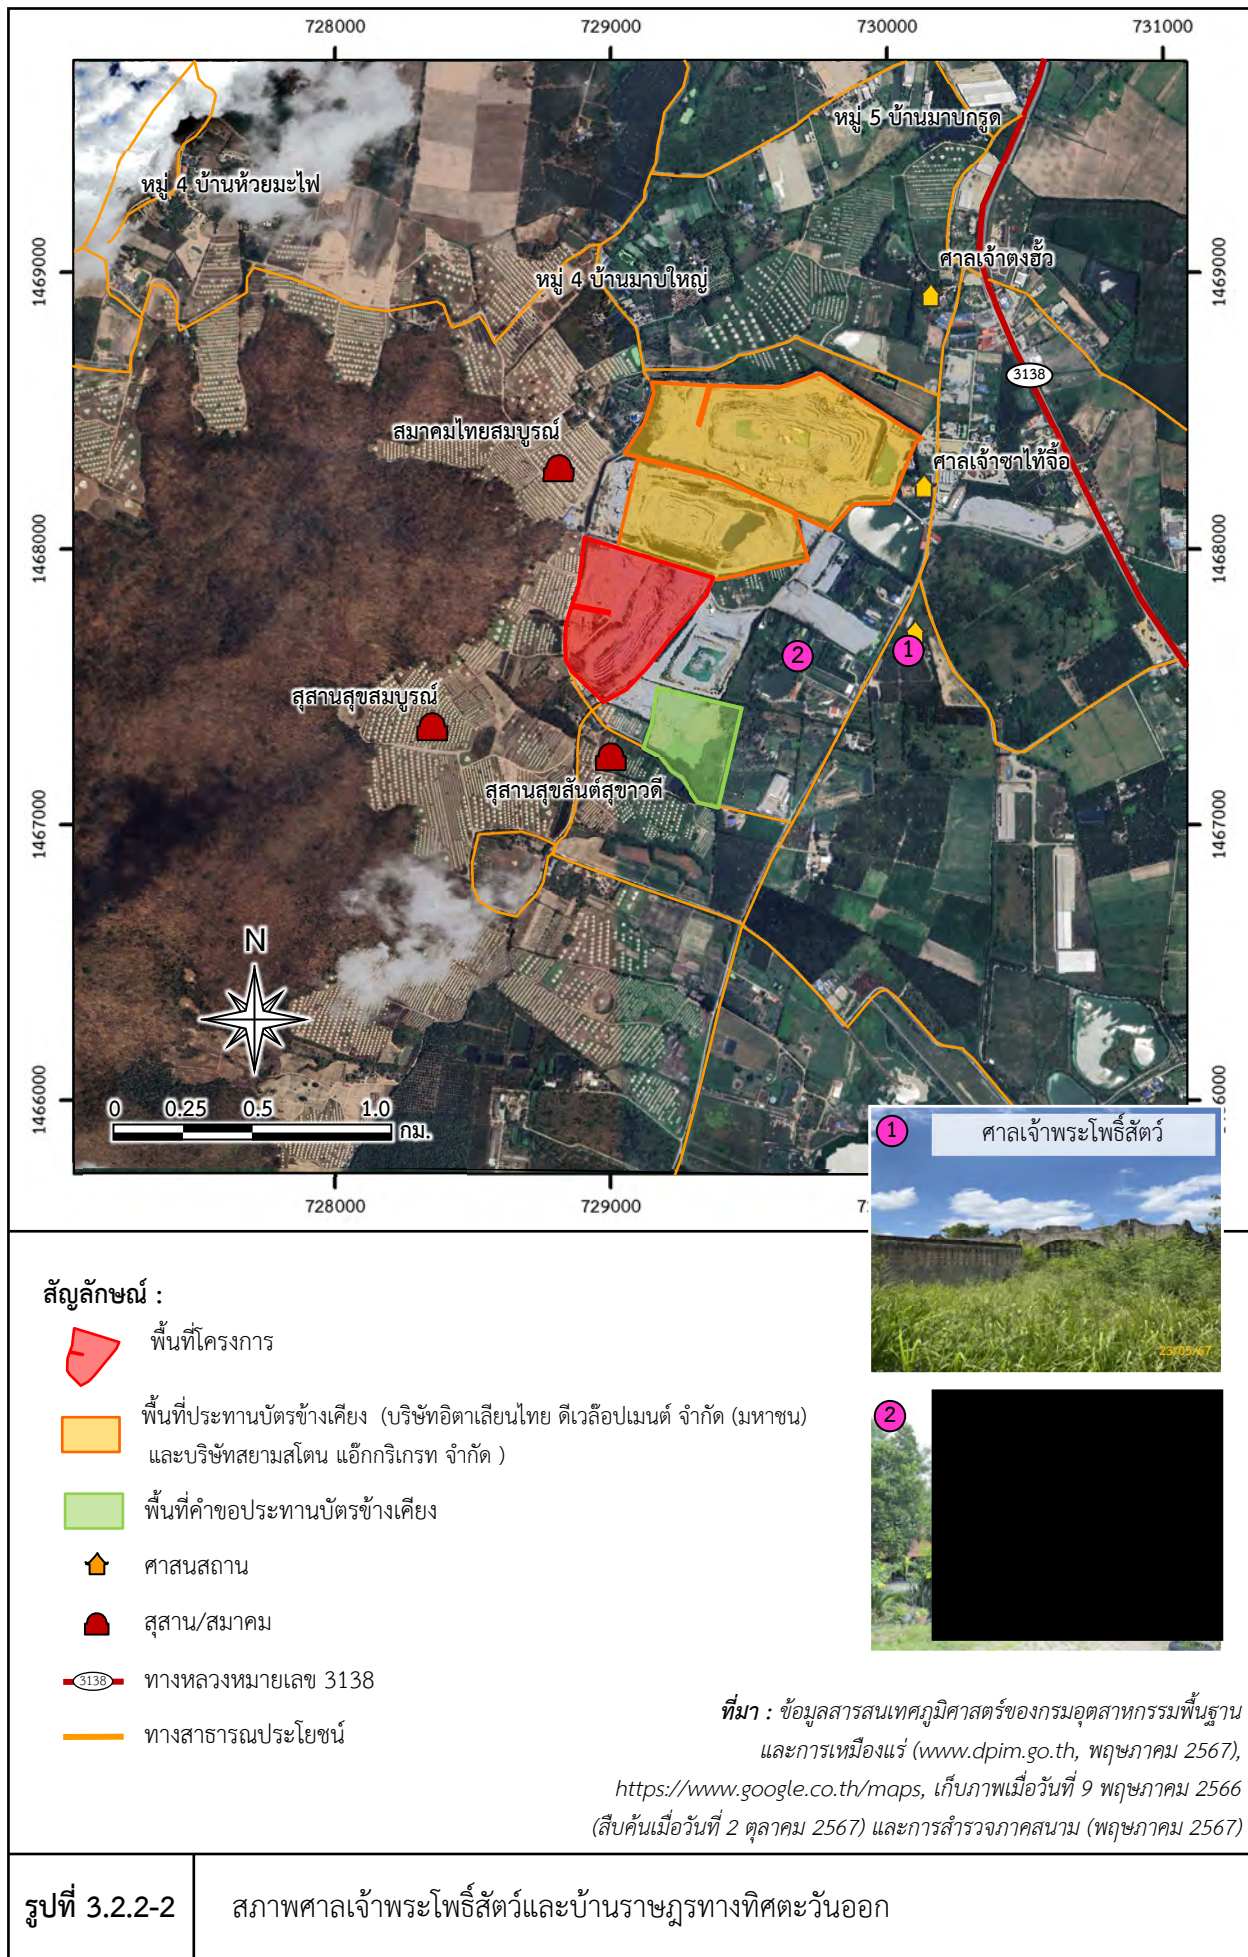 728000
729000
730000
731000
หมู่ 5 บ้านมาบกรูด
หมู่ 4 บ้านห้วยมะไฟ
1469000
ศาลเจ้าตงฮั้ว
1469000
หมู่ 4 บ้านมาบใหญ่
3138
สมาคมไทยสมบูรณ์
ศาลเจ้าซาไท้จื้อ
1468000
1468000
1
2
สุสานสุขสมบูรณ์
สุสานสุขสันต์สุขาวดี
1467000
1467000
N
1466000
0 0.25 0.5 1.0
กม.
728000
729000
1
ศาลเจ้าพระโพธิ์สัตว์
23/05/67
2
สัญลักษณ์ :
พื้นที่โครงการ
พื้นที่ประทานบัตรข้างเคียง (บริษัทอิตาเลียนไทย ดีเวล๊อปเมนต์ จำกัด (มหาชน)
และบริษัทสยามสโตน แอ๊กกริเกรท จำกัด )
พื้นที่คำขอประทานบัตรข้างเคียง
ศาสนสถาน
สุสาน/สมาคม
3138 ทางหลวงหมายเลข 3138
ทางสาธารณประโยชน์
ที่มา : ข้อมูลสารสนเทศภูมิศาสตร์ของกรมอุตสาหกรรมพื้นฐาน
และการเหมืองแร่ (www.dpim.go.th, พฤษภาคม 2567),
https://www.google.co.th/maps, เก็บภาพเมื่อวันที่ 9 พฤษภาคม 2566
(สืบค้นเมื่อวันที่ 2 ตุลาคม 2567) และการสำรวจภาคสนาม (พฤษภาคม 2567)
รูปที่ 3.2.2-2
สภาพศาลเจ้าพระโพธิ์สัตว์และบ้านราษฎรทางทิศตะวันออก